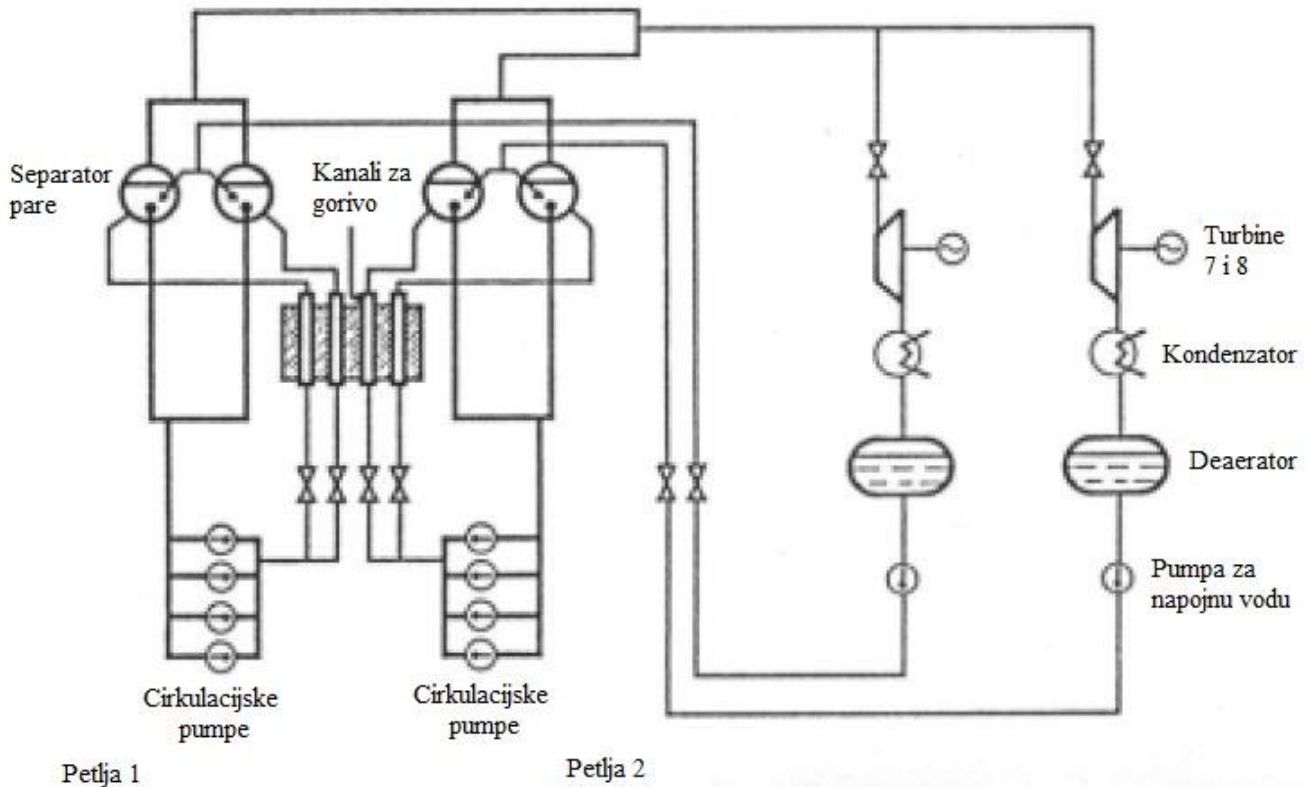 Separator
pare
Kanali za
gorivo
Turbine
7 i 8
Kondenzator
Deaerator
Pumpa za
napojnu vodu
Cirkulacijske
pumpe
Cirkulacijske
pumpe
Petlja 1
Petlja 2